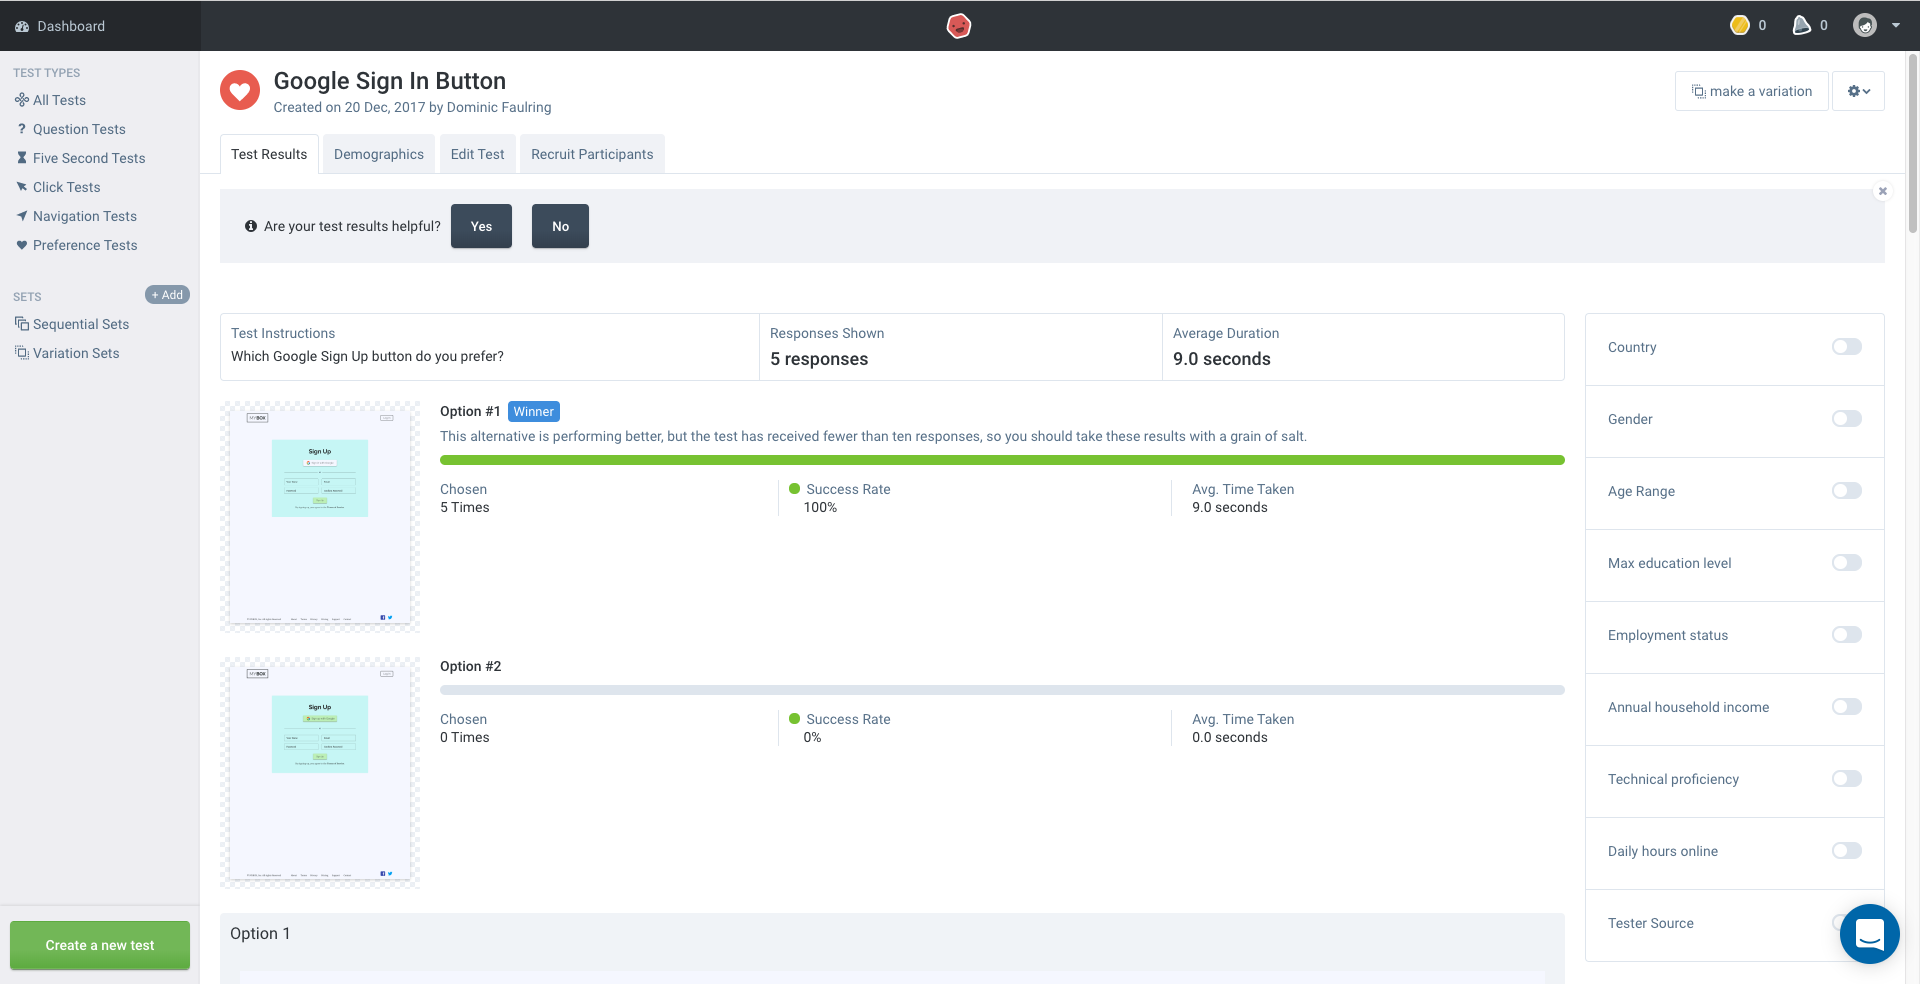 Dashboard
0
0
TEST TYPES
All Tests
Question Tests
Five Second Tests
Click Tests
Navigation Tests
Preference Tests
SETS
+ Add
Sequential Sets
Variation Sets
Create a new test
Google Sign In Button
Created on 20 Dec, 2017 by Dominic Faulring
make a variation
Test Results
Demographics
Edit Test
Recruit Participants
Are your test results helpful?
Yes
No
Test Instructions
Which Google Sign Up button do you prefer?
Responses Shown
5 responses
Average Duration
9.0 seconds
MYBOX
Sign Up
Option #1 Winner
This alternative is performing better, but the test has received fewer than ten responses, so you should take these results with a grain of salt.
Chosen
5 Times
Success Rate
100%
Avg. Time Taken
9.0 seconds
MYBOX
Sign Up
Option #2
Chosen
0 Times
Success Rate
0%
Avg. Time Taken
0.0 seconds
Option 1
Country
Gender
Age Range
Max education level
Employment status
Annual household income
Technical proficiency
Daily hours online
Tester Source